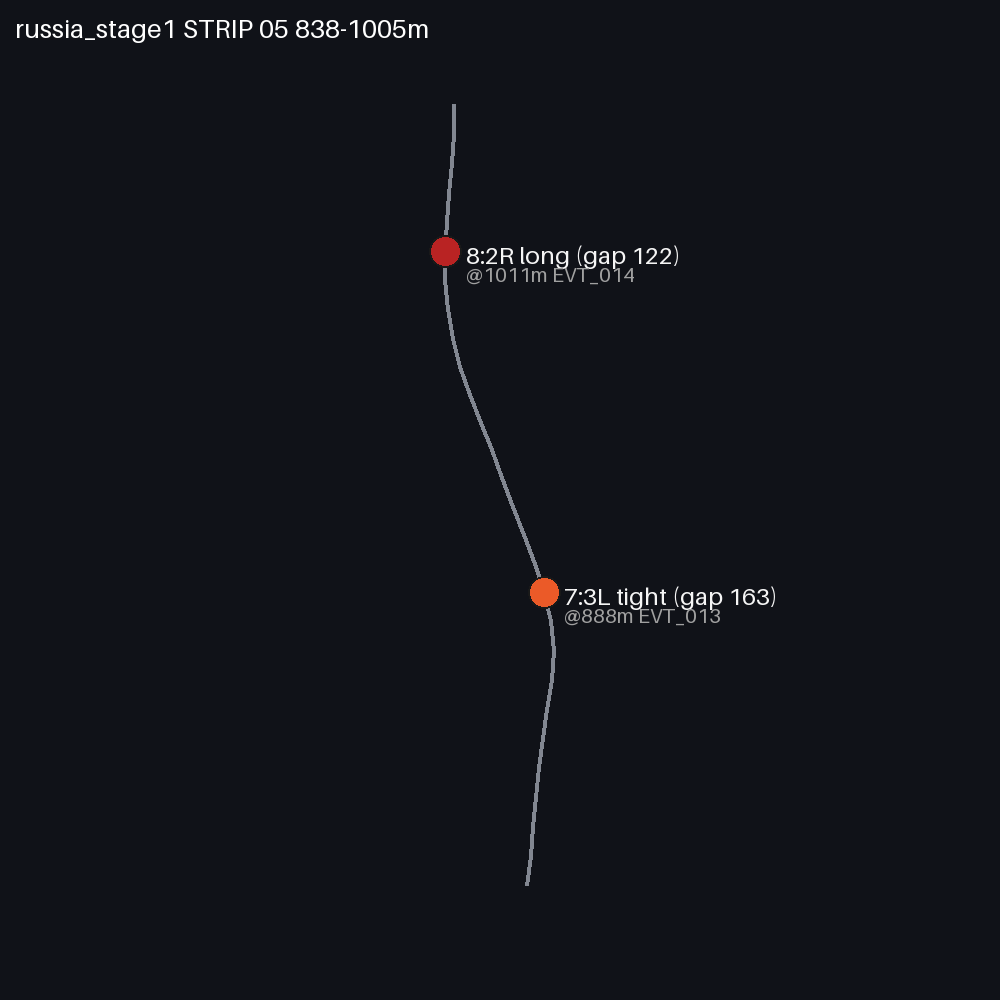 russia_stage1 STRIP 05 838-1005m
8:2R long (gap 122)
@1011m EVT_014
7:3L tight (gap 163)
@888m EVT_013